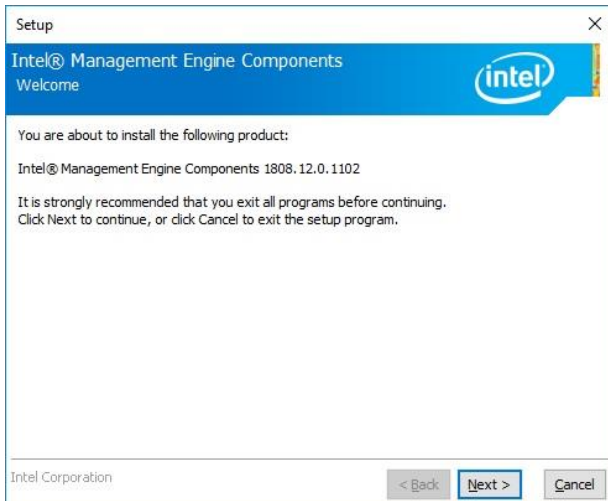 Setup
Intel® Management Engine Components
Welcome
intel
You are about to install the following product:
Intel® Management Engine Components 1808.12.0.1102
It is strongly recommended that you exit all programs before continuing.
Click Next to continue, or click Cancel to exit the setup program.
Intel Corporation
< Back Next > Cancel